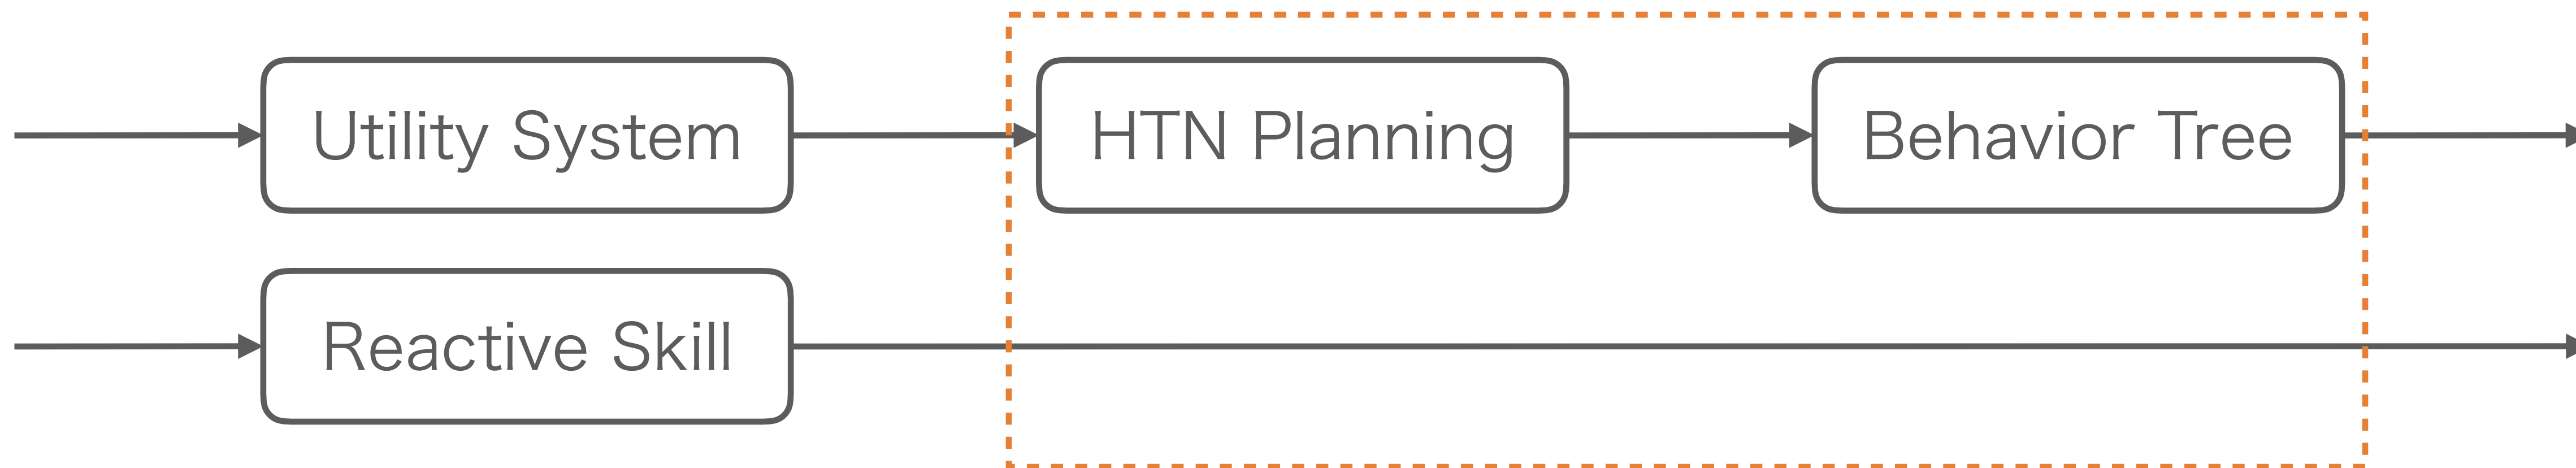 Utility System
HTN Planning
Behavior Tree
Reactive Skill